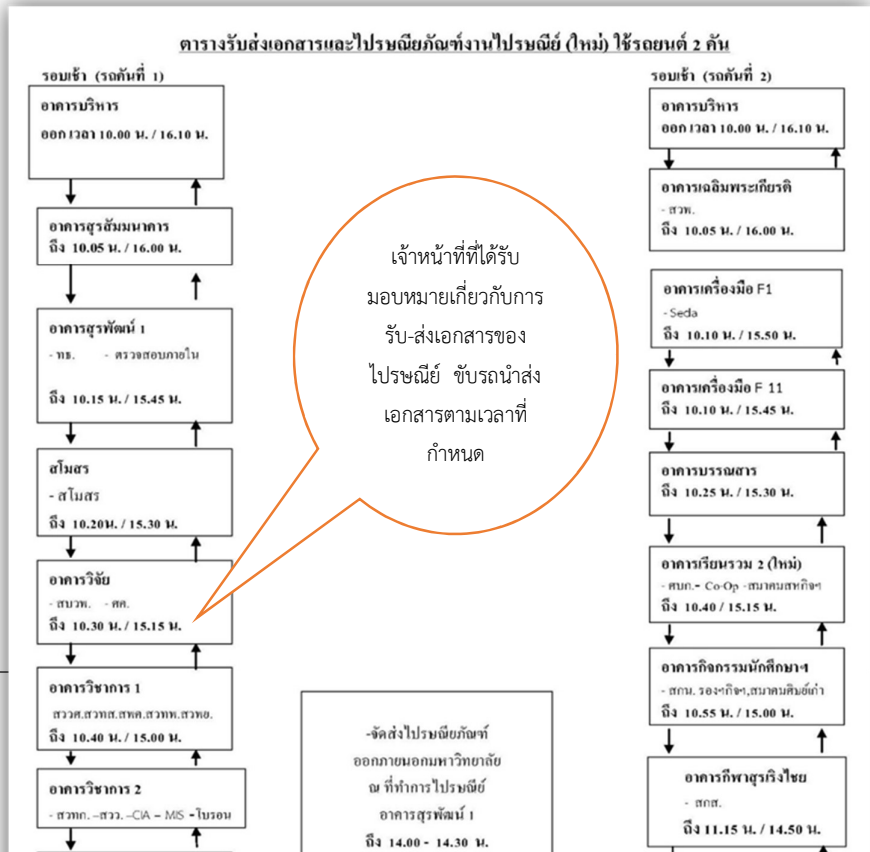 ตารางรับส่งเอกสารและไปรษณียภัณฑ์งานไปรษณีย์ (ใหม่) ใช้รถยนต์ 2 คัน
รอบเช้า (รถคันที่ 1)
อาคารบริหาร
ออกเวลา 10.00 น. / 16.10 น.
อาคารสุรสัมมนาคาร
ถึง 10.05 น. / 16.00 น.
อาคารสุรพัฒน์ 1
- ทธ. - ตรวจสอบภายใน
ถึง 10.15 น. / 15.45 น.
สโมสร
- สโมสร
ถึง 10.20น. / 15.30 น.
อาคารวิจัย
- สบวพ. - ศค.
ถึง 10.30 น. / 15.15 น.
อาคารวิชาการ 1
สววศ.สวทส.สทศ.สวทพ.สวทย.
ถึง 10.40 น. / 15.00 น.
อาคารวิชาการ 2
- สวทก. –สวว. –CIA – MIS –ไบรอน
เจ้าหน้าที่ที่ได้รับ
มอบหมายเกี่ยวกับการ
รับ-ส่งเอกสารของ
ไปรษณีย์ ขับรถนำส่ง
เอกสารตามเวลาที่
กำหนด
-จัดส่งไปรษณียภัณฑ์
ออกภายนอกมหาวิทยาลัย
ณ ที่ทำการไปรษณีย์
อาคารสุรพัฒน์ 1
ถึง 14.00 - 14.30 น.
รอบเช้า (รถคันที่ 2)
อาคารบริหาร
ออกเวลา 10.00 น. / 16.10 น.
อาคารเฉลิมพระเกียรติ
- สวพ.
ถึง 10.05 น. / 16.00 น.
อาคารเครื่องมือ F1
- Seda
ถึง 10.10 น. / 15.50 น.
อาคารเครื่องมือ F 11
ถึง 10.10 น. / 15.45 น.
อาคารบรรณสาร
ถึง 10.25 น. / 15.30 น.
อาคารเรียนรวม 2 (ใหม่)
- ศบก.- Co-Op -สมาคมสหกิจฯ
ถึง 10.40 / 15.15 น.
อาคารกิจกรรมนักศึกษาฯ
- สกน. รองฯกิจฯ,สมาคมศิษย์เก่า
ถึง 10.55 น. / 15.00 น.
อาคารกีฬาสุรเริงไชย
- สกส.
ถึง 11.15 น. / 14.50 น.